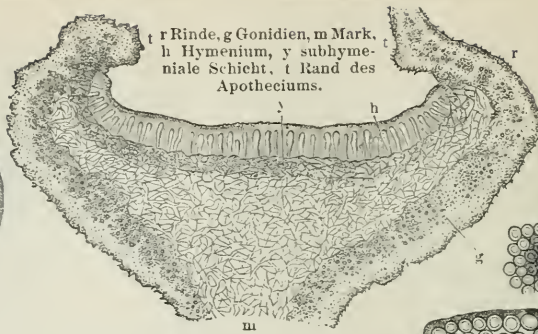 r Rinde, g Gonidien, m Mark,
h Hymenium, y subhyme-
niale Schicht, t Rand des
Apotheciums.
t
t
r
y
h
g
m